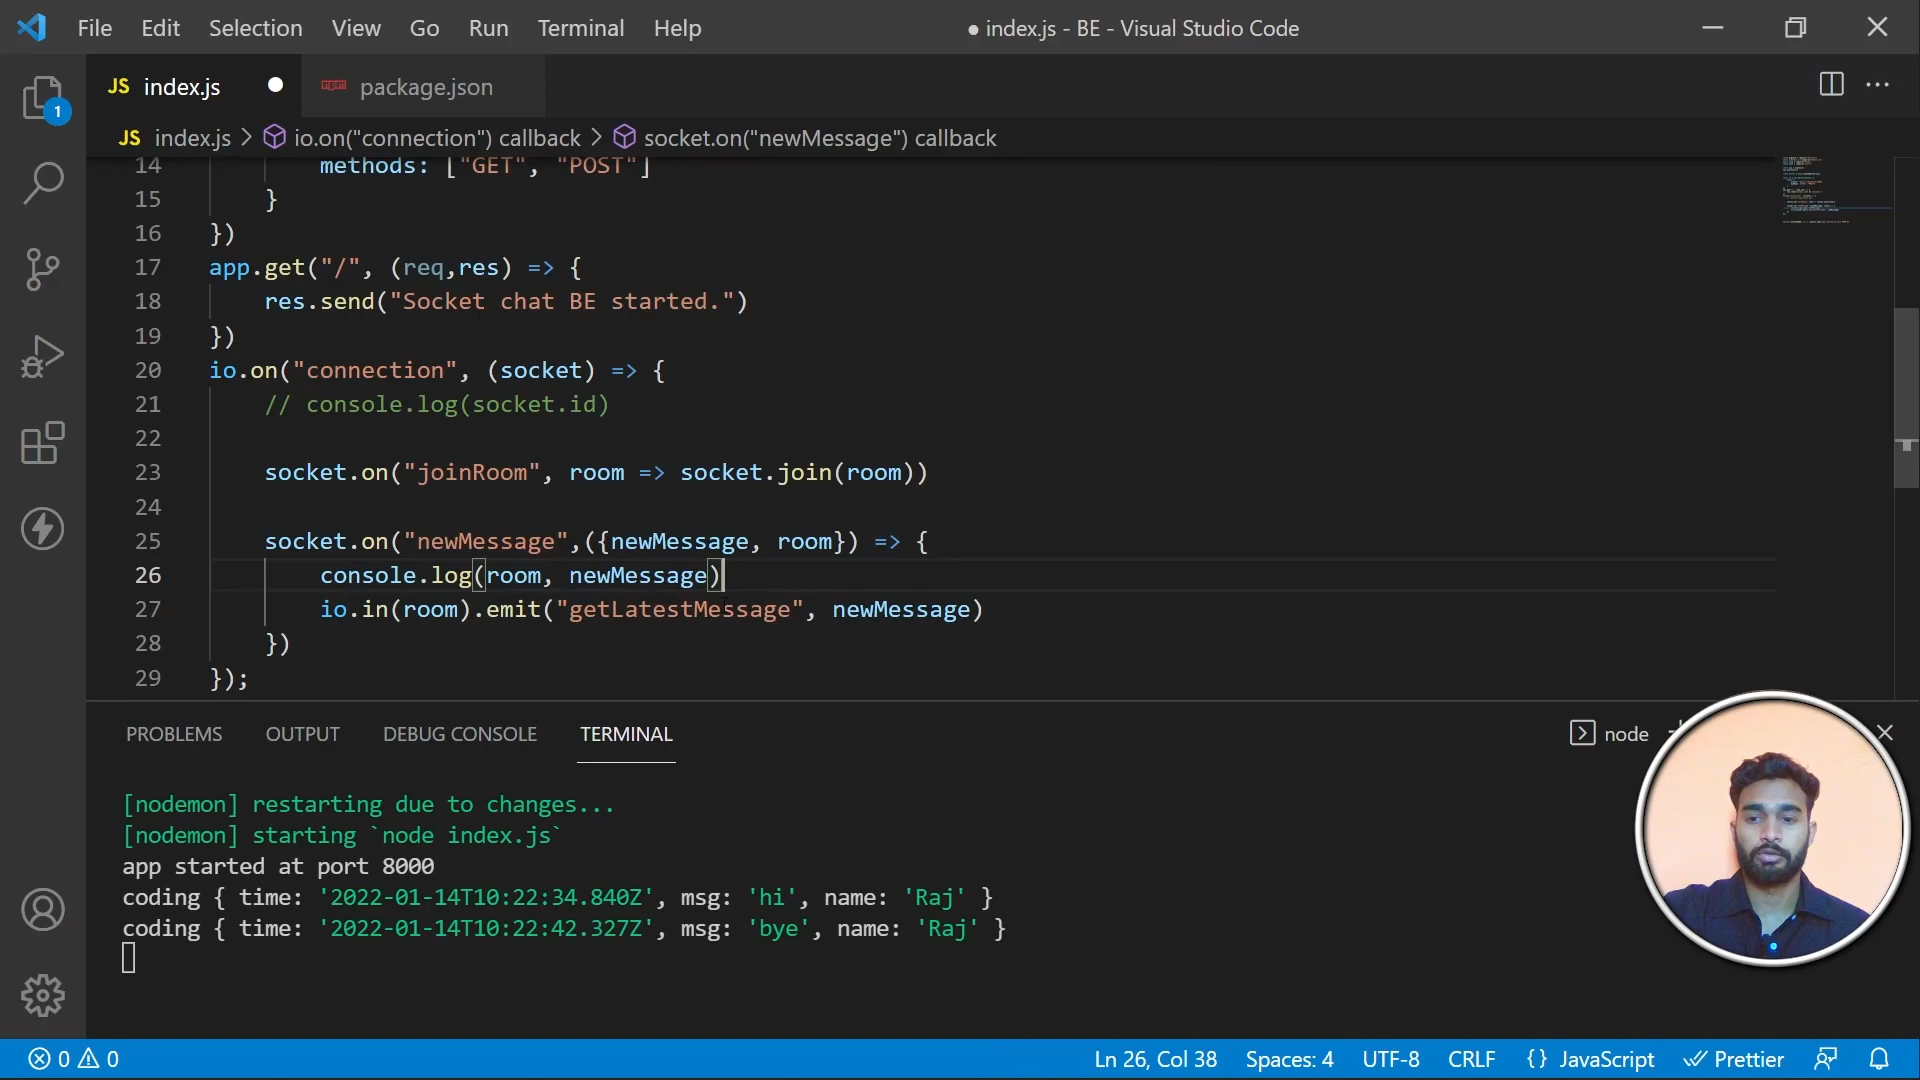 File Edit Selection View Go Run Terminal Help
● index.js - BE - Visual Studio Code
JS index.js
npm package.json
JS index.js > io.on("connection") callback > socket.on("newMessage") callback
1
14 methods: ["GET", "POST"]
15 }
16 })
17 app.get("/", (req,res) => {
18 res.send("Socket chat BE started.")
19 })
20 io.on("connection", (socket) => {
21 // console.log(socket.id)
22
23 socket.on("joinRoom", room => socket.join(room))
24
25 socket.on("newMessage",({newMessage, room}) => {
26 console.log(room, newMessage)
27 io.in(room).emit("getLatestMessage", newMessage)
28 })
29 });
PROBLEMS OUTPUT DEBUG CONSOLE TERMINAL
node
[nodemon] restarting due to changes...
[nodemon] starting `node index.js`
app started at port 8000
coding { time: '2022-01-14T10:22:34.840Z', msg: 'hi', name: 'Raj' }
coding { time: '2022-01-14T10:22:42.327Z', msg: 'bye', name: 'Raj' }
0 0 Ln 26, Col 38 Spaces: 4 UTF-8 CRLF {} JavaScript Prettier